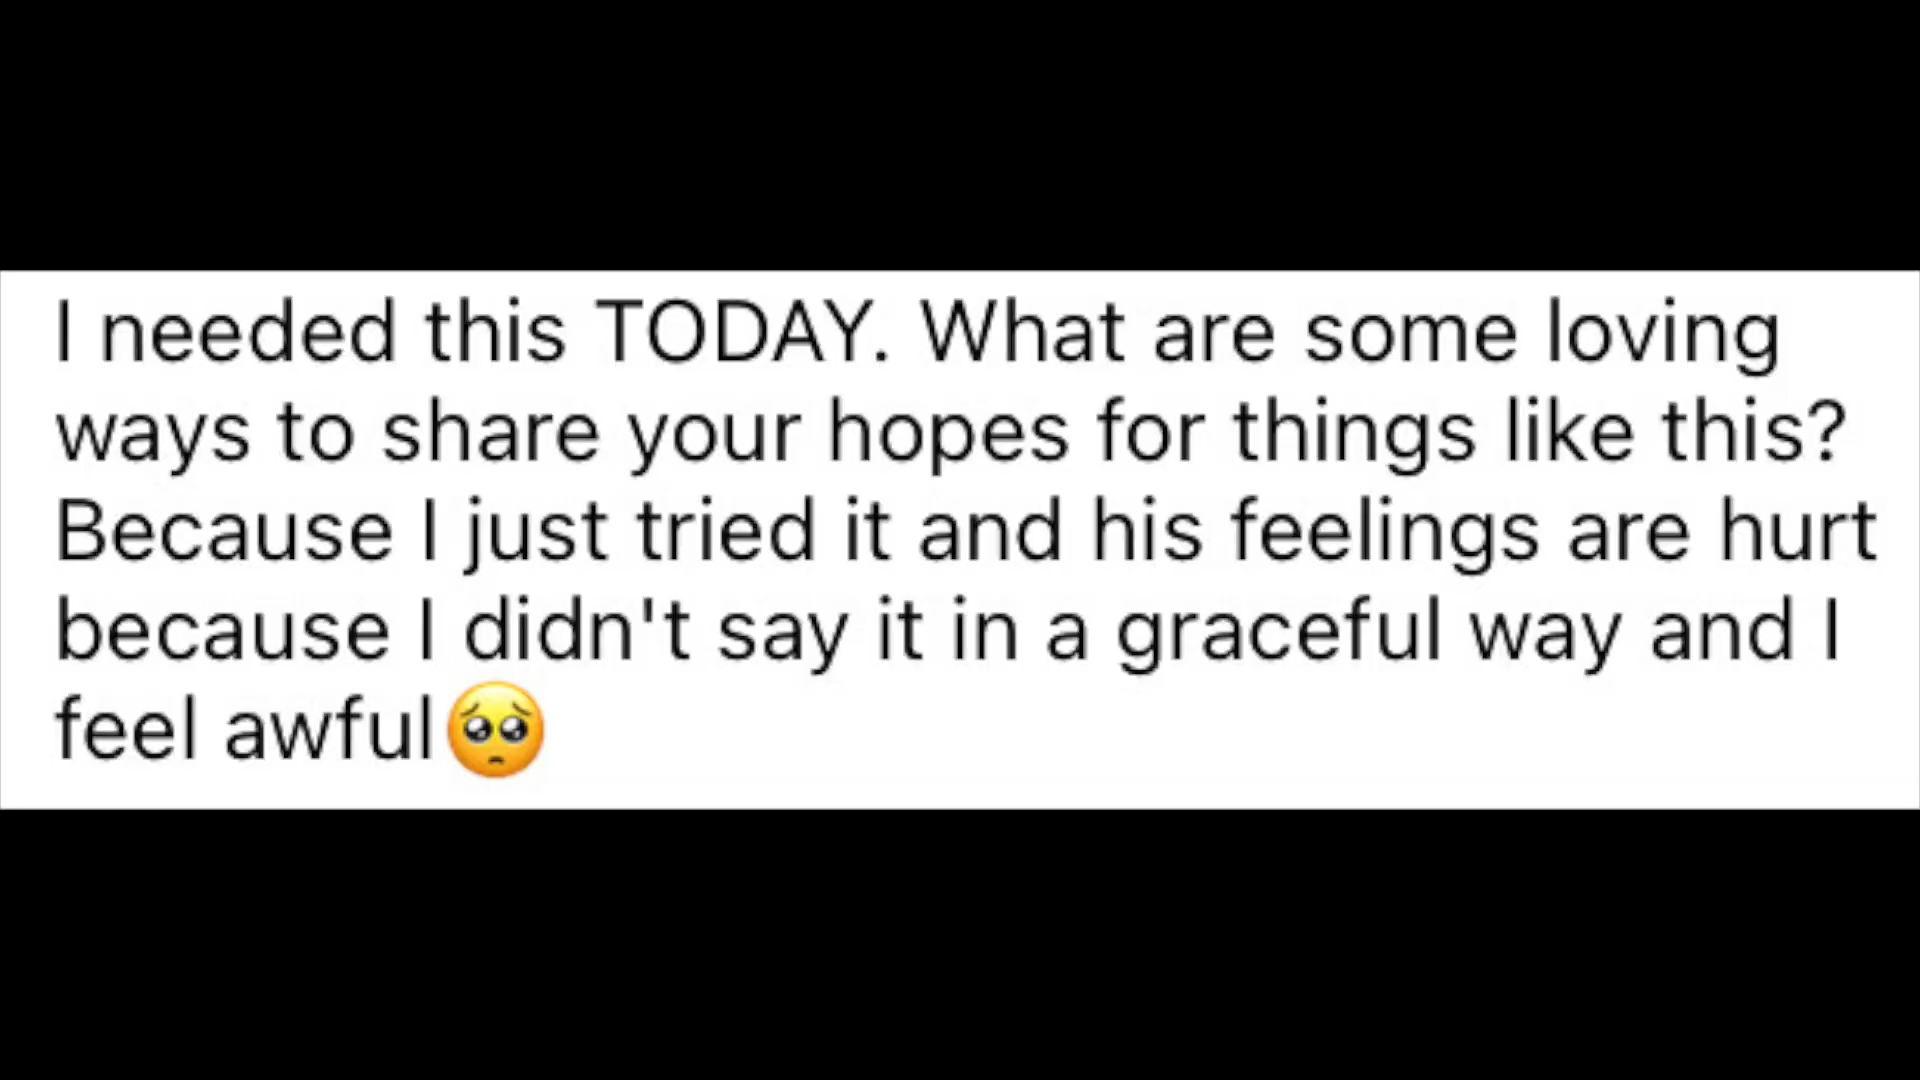 I needed this TODAY. What are some loving
ways to share your hopes for things like this?
Because I just tried it and his feelings are hurt
because I didn't say it in a graceful way and I
feel awful🥺